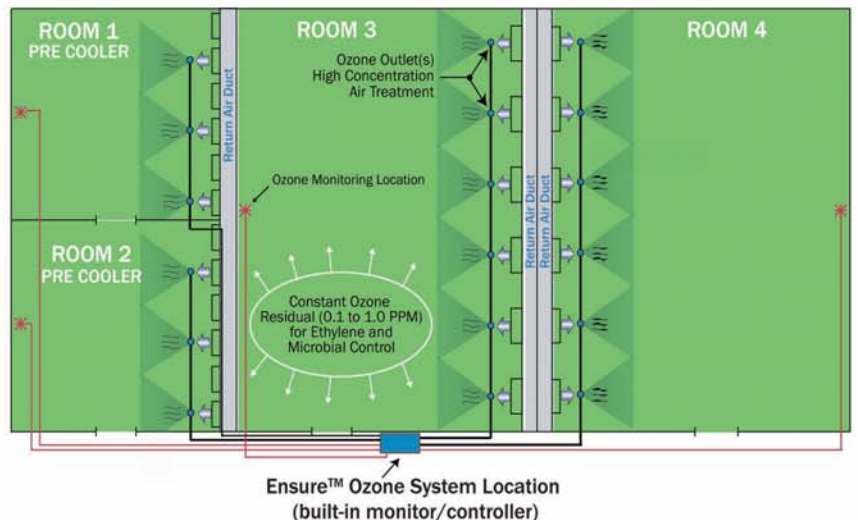 ROOM 1
PRE COOLER
ROOM 3
ROOM 4
Ozone Outlet(s)
High Concentration
Air Treatment
Return Air Duct
Ozone Monitoring Location
Return Air Duct
Return Air Duct
ROOM 2
PRE COOLER
Constant Ozone
Residual (0.1 to 1.0 PPM)
for Ethylene and
Microbial Control
Ensure™ Ozone System Location
(built-in monitor/controller)